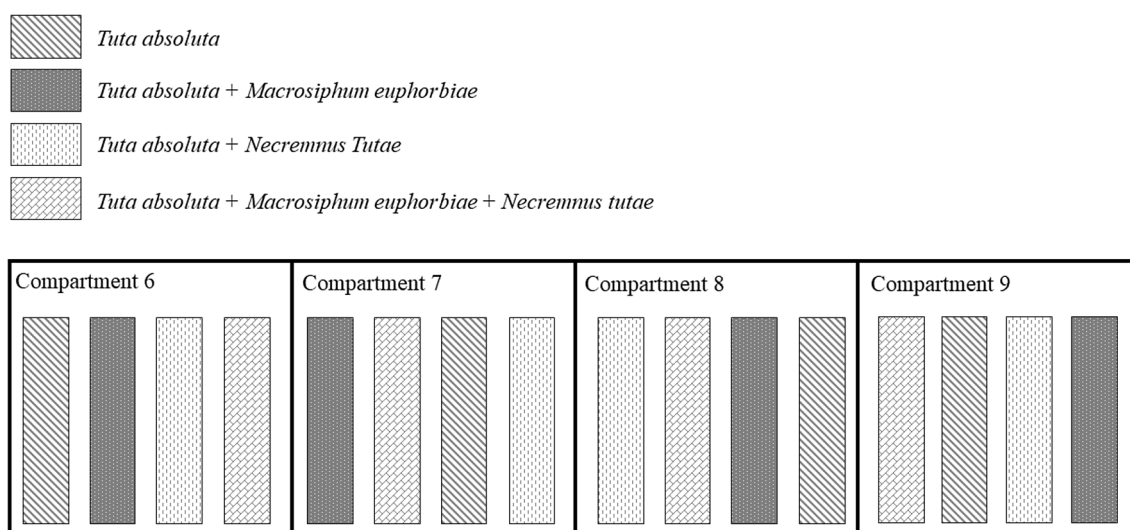 Tuta absoluta
Tuta absoluta + Macrosiphum euphorbiae
Tuta absoluta + Necremnus Tutae
Tuta absoluta + Macrosiphum euphorbiae + Necremnus tutae
Compartment 6
Compartment 7
Compartment 8
Compartment 9